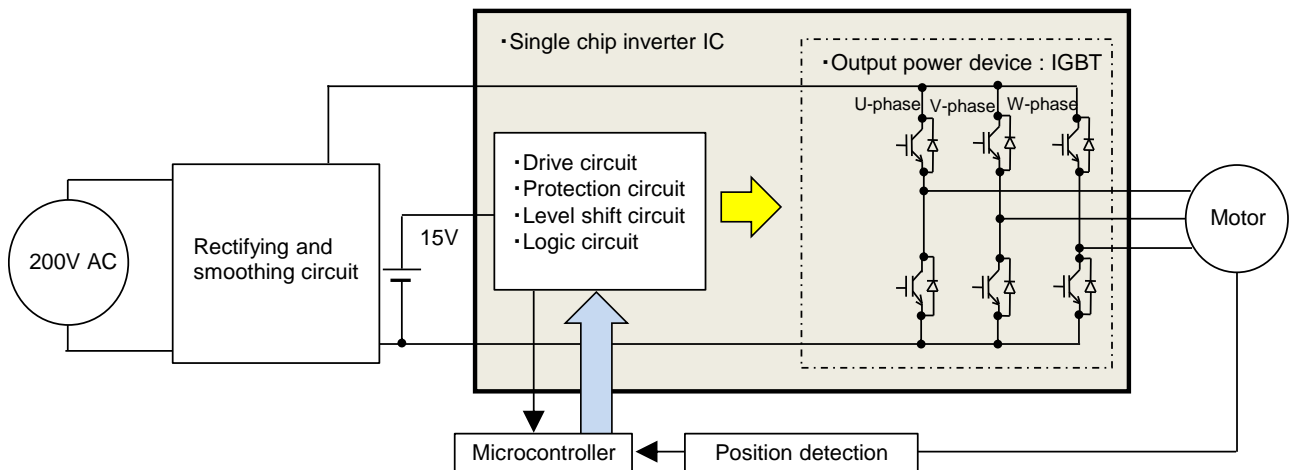 ・Single chip inverter IC
・Output power device : IGBT
U-phase
V-phase
W-phase
・Drive circuit
・Protection circuit
・Level shift circuit
・Logic circuit
15V
200V AC
Rectifying and
smoothing circuit
Motor
Microcontroller
Position detection